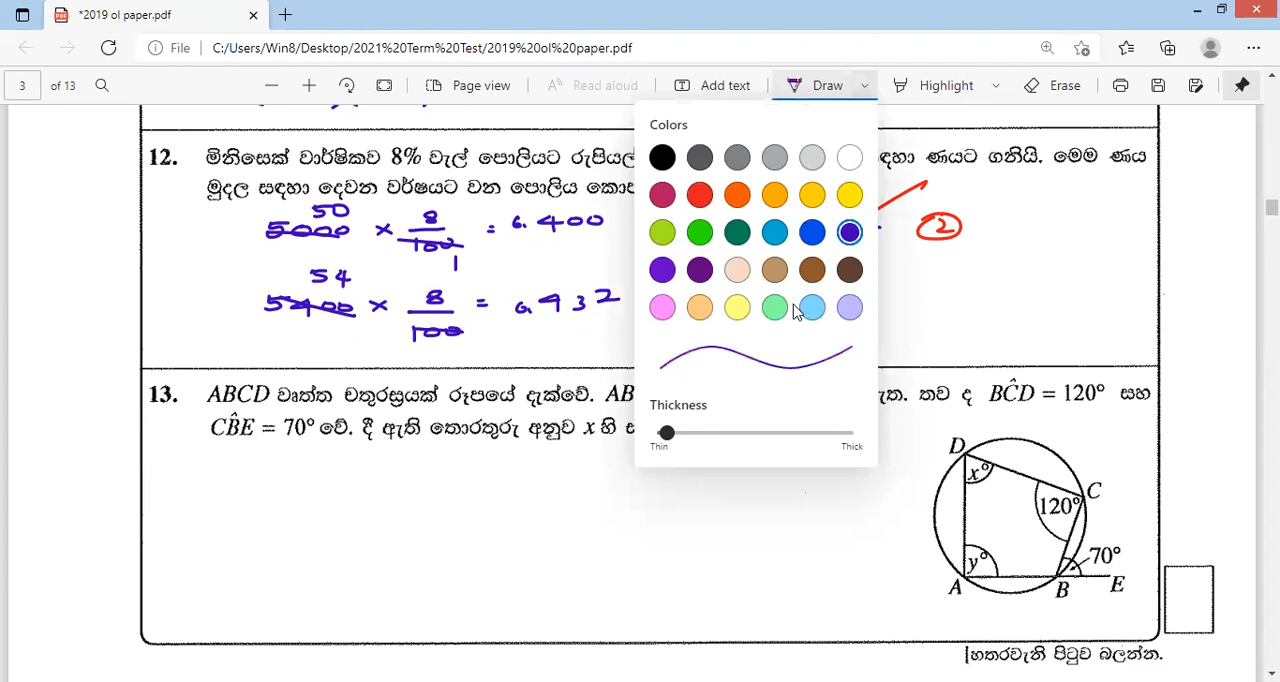 *2019 ol paper.pdf
File C:/Users/Win8/Desktop/2021%20Term%20Test/2019%20ol%20paper.pdf
3 of 13 Page view Read aloud Add text Draw Highlight Erase
12. මිනිසෙක් වාර්ෂිකව 8% වැල් පොලියට රුපියල් ණයට ගනියි. මෙම ණය
මුදල සඳහා දෙවන වර්ෂයට වන පොලිය
50
5000 × 8/100 = රු.400 ②
1
54
5400 × 8/100 = රු.432
Colors
Thickness
Thin Thick
13. ABCD වෘත්ත චතුරස්‍රයක් රූපයේ දැක්වේ. AB ඇත. තව ද BĈD = 120° සහ
CB̂E = 70° වේ. දී ඇති තොරතුරු අනුව x හි
D
x°
C
120°
y°
70°
A B E
[හතරවැනි පිටුව බලන්න.